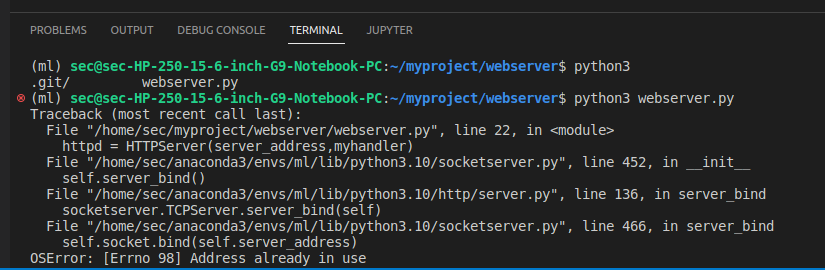 PROBLEMS OUTPUT DEBUG CONSOLE TERMINAL JUPYTER
(ml) sec@sec-HP-250-15-6-inch-G9-Notebook-PC:~/myproject/webserver$ python3
.git/ webserver.py
(ml) sec@sec-HP-250-15-6-inch-G9-Notebook-PC:~/myproject/webserver$ python3 webserver.py
Traceback (most recent call last):
  File "/home/sec/myproject/webserver/webserver.py", line 22, in <module>
    httpd = HTTPServer(server_address,myhandler)
  File "/home/sec/anaconda3/envs/ml/lib/python3.10/socketserver.py", line 452, in __init__
    self.server_bind()
  File "/home/sec/anaconda3/envs/ml/lib/python3.10/http/server.py", line 136, in server_bind
    socketserver.TCPServer.server_bind(self)
  File "/home/sec/anaconda3/envs/ml/lib/python3.10/socketserver.py", line 466, in server_bind
    self.socket.bind(self.server_address)
OSError: [Errno 98] Address already in use